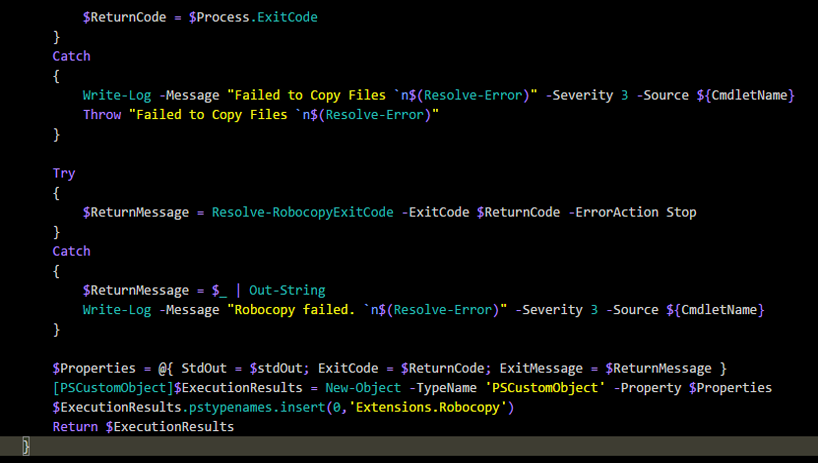 $ReturnCode = $Process.ExitCode
}
Catch
{
Write-Log -Message "Failed to Copy Files `n$(Resolve-Error)" -Severity 3 -Source ${CmdletName}
Throw "Failed to Copy Files `n$(Resolve-Error)"
}
Try
{
$ReturnMessage = Resolve-RobocopyExitCode -ExitCode $ReturnCode -ErrorAction Stop
}
Catch
{
$ReturnMessage = $_ | Out-String
Write-Log -Message "Robocopy failed. `n$(Resolve-Error)" -Severity 3 -Source ${CmdletName}
}
$Properties = @{ StdOut = $stdOut; ExitCode = $ReturnCode; ExitMessage = $ReturnMessage }
[PSCustomObject]$ExecutionResults = New-Object -TypeName 'PSCustomObject' -Property $Properties
$ExecutionResults.pstypenames.insert(0,'Extensions.Robocopy')
Return $ExecutionResults
}